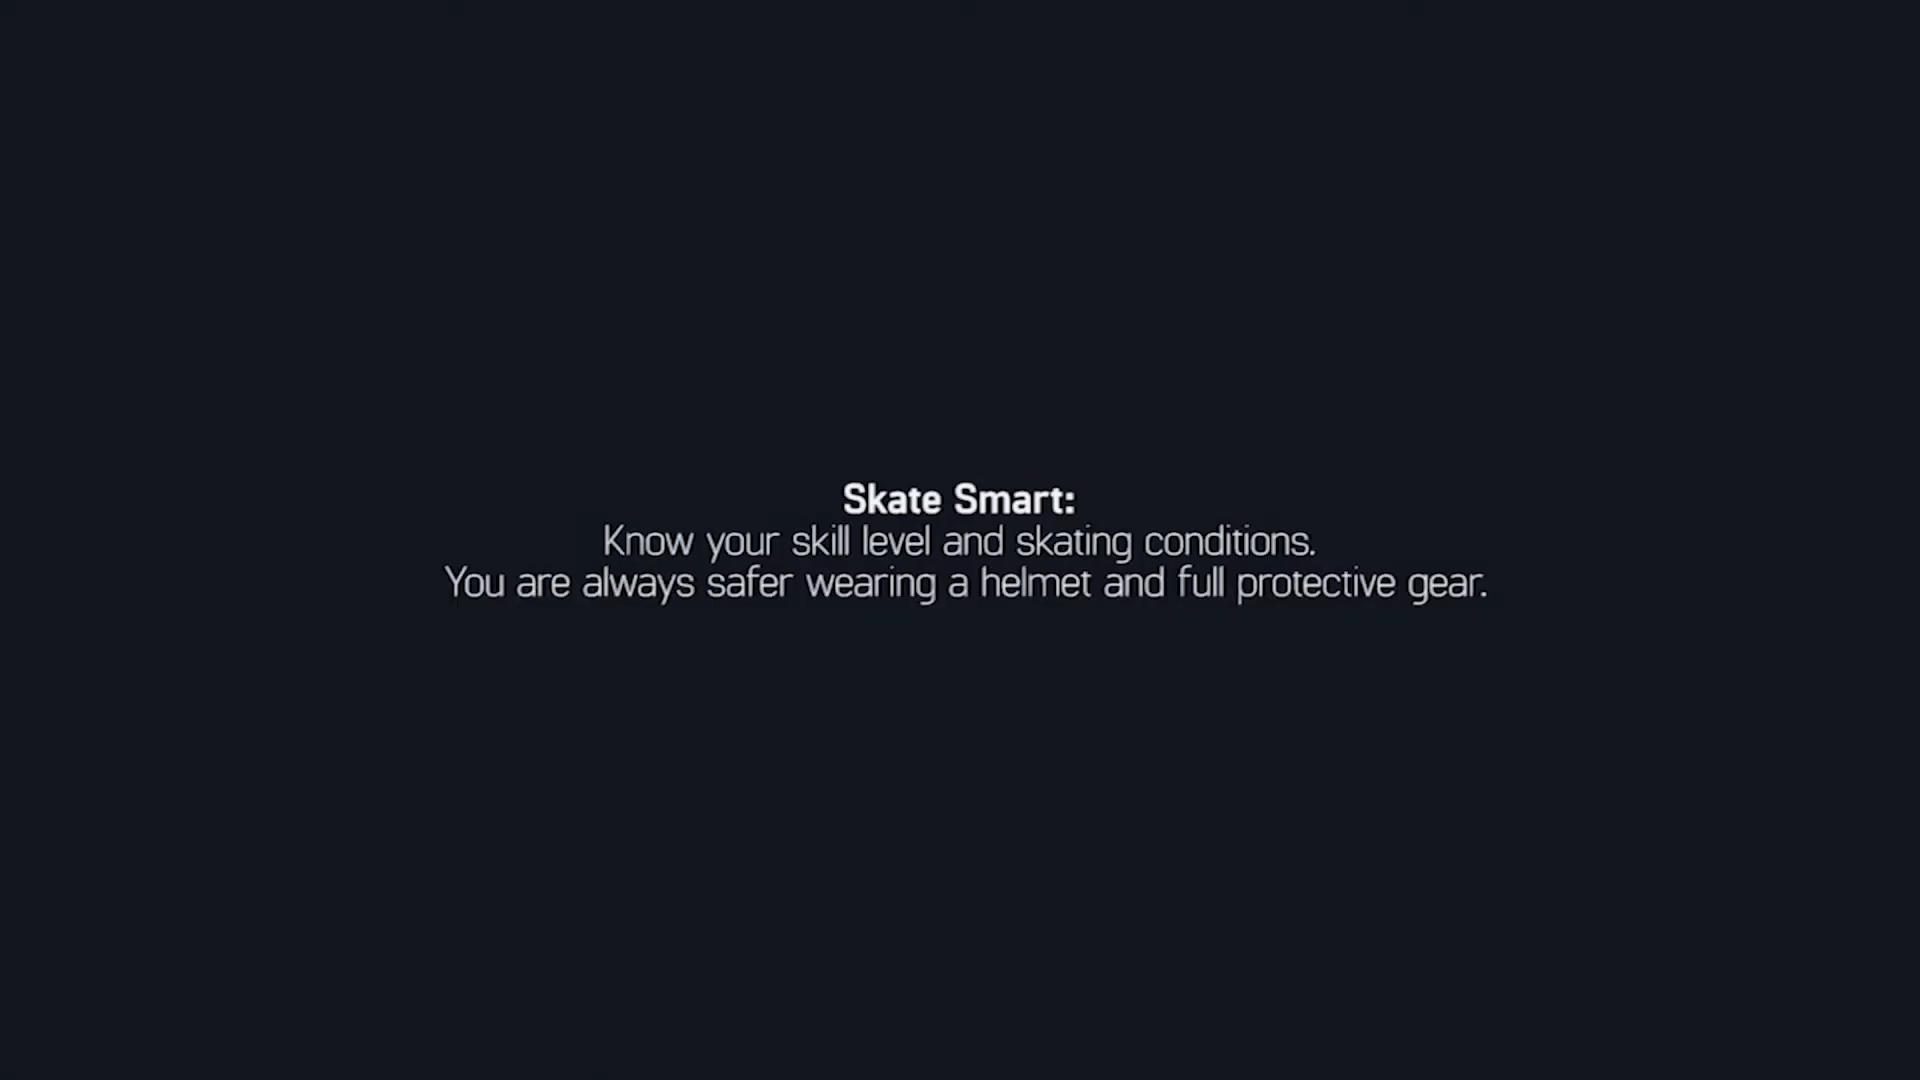 Skate Smart:
Know your skill level and skating conditions.
You are always safer wearing a helmet and full protective gear.